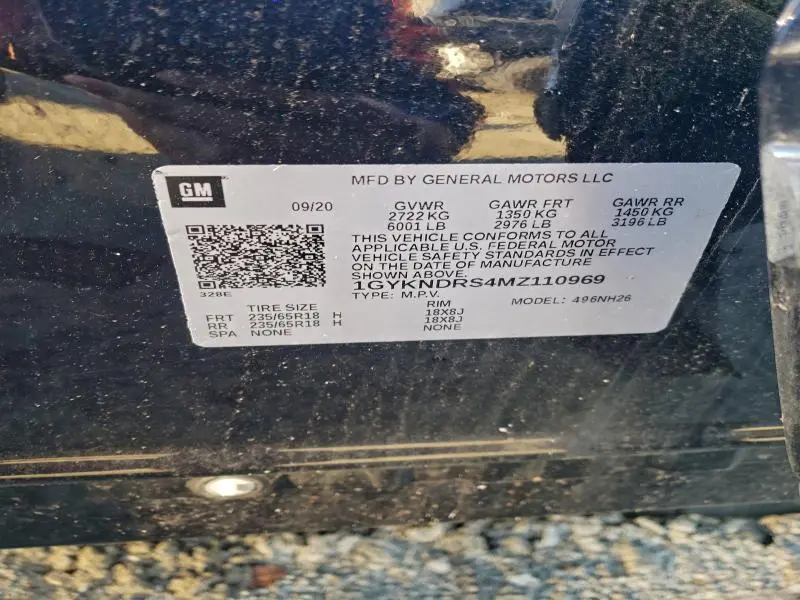 GM
MFD BY GENERAL MOTORS LLC
09/20
GVWR GAWR FRT GAWR RR
2722 KG 1350 KG 1450 KG
6001 LB 2976 LB 3196 LB
THIS VEHICLE CONFORMS TO ALL
APPLICABLE U.S. FEDERAL MOTOR
VEHICLE SAFETY STANDARDS IN EFFECT
ON THE DATE OF MANUFACTURE
SHOWN ABOVE.
1GYKNDRS4MZ110969
328E
TYPE: M.P.V. MODEL: 496NH26
TIRE SIZE RIM
FRT 235/65R18 H 18X8J
RR 235/65R18 H 18X8J
SPA NONE NONE